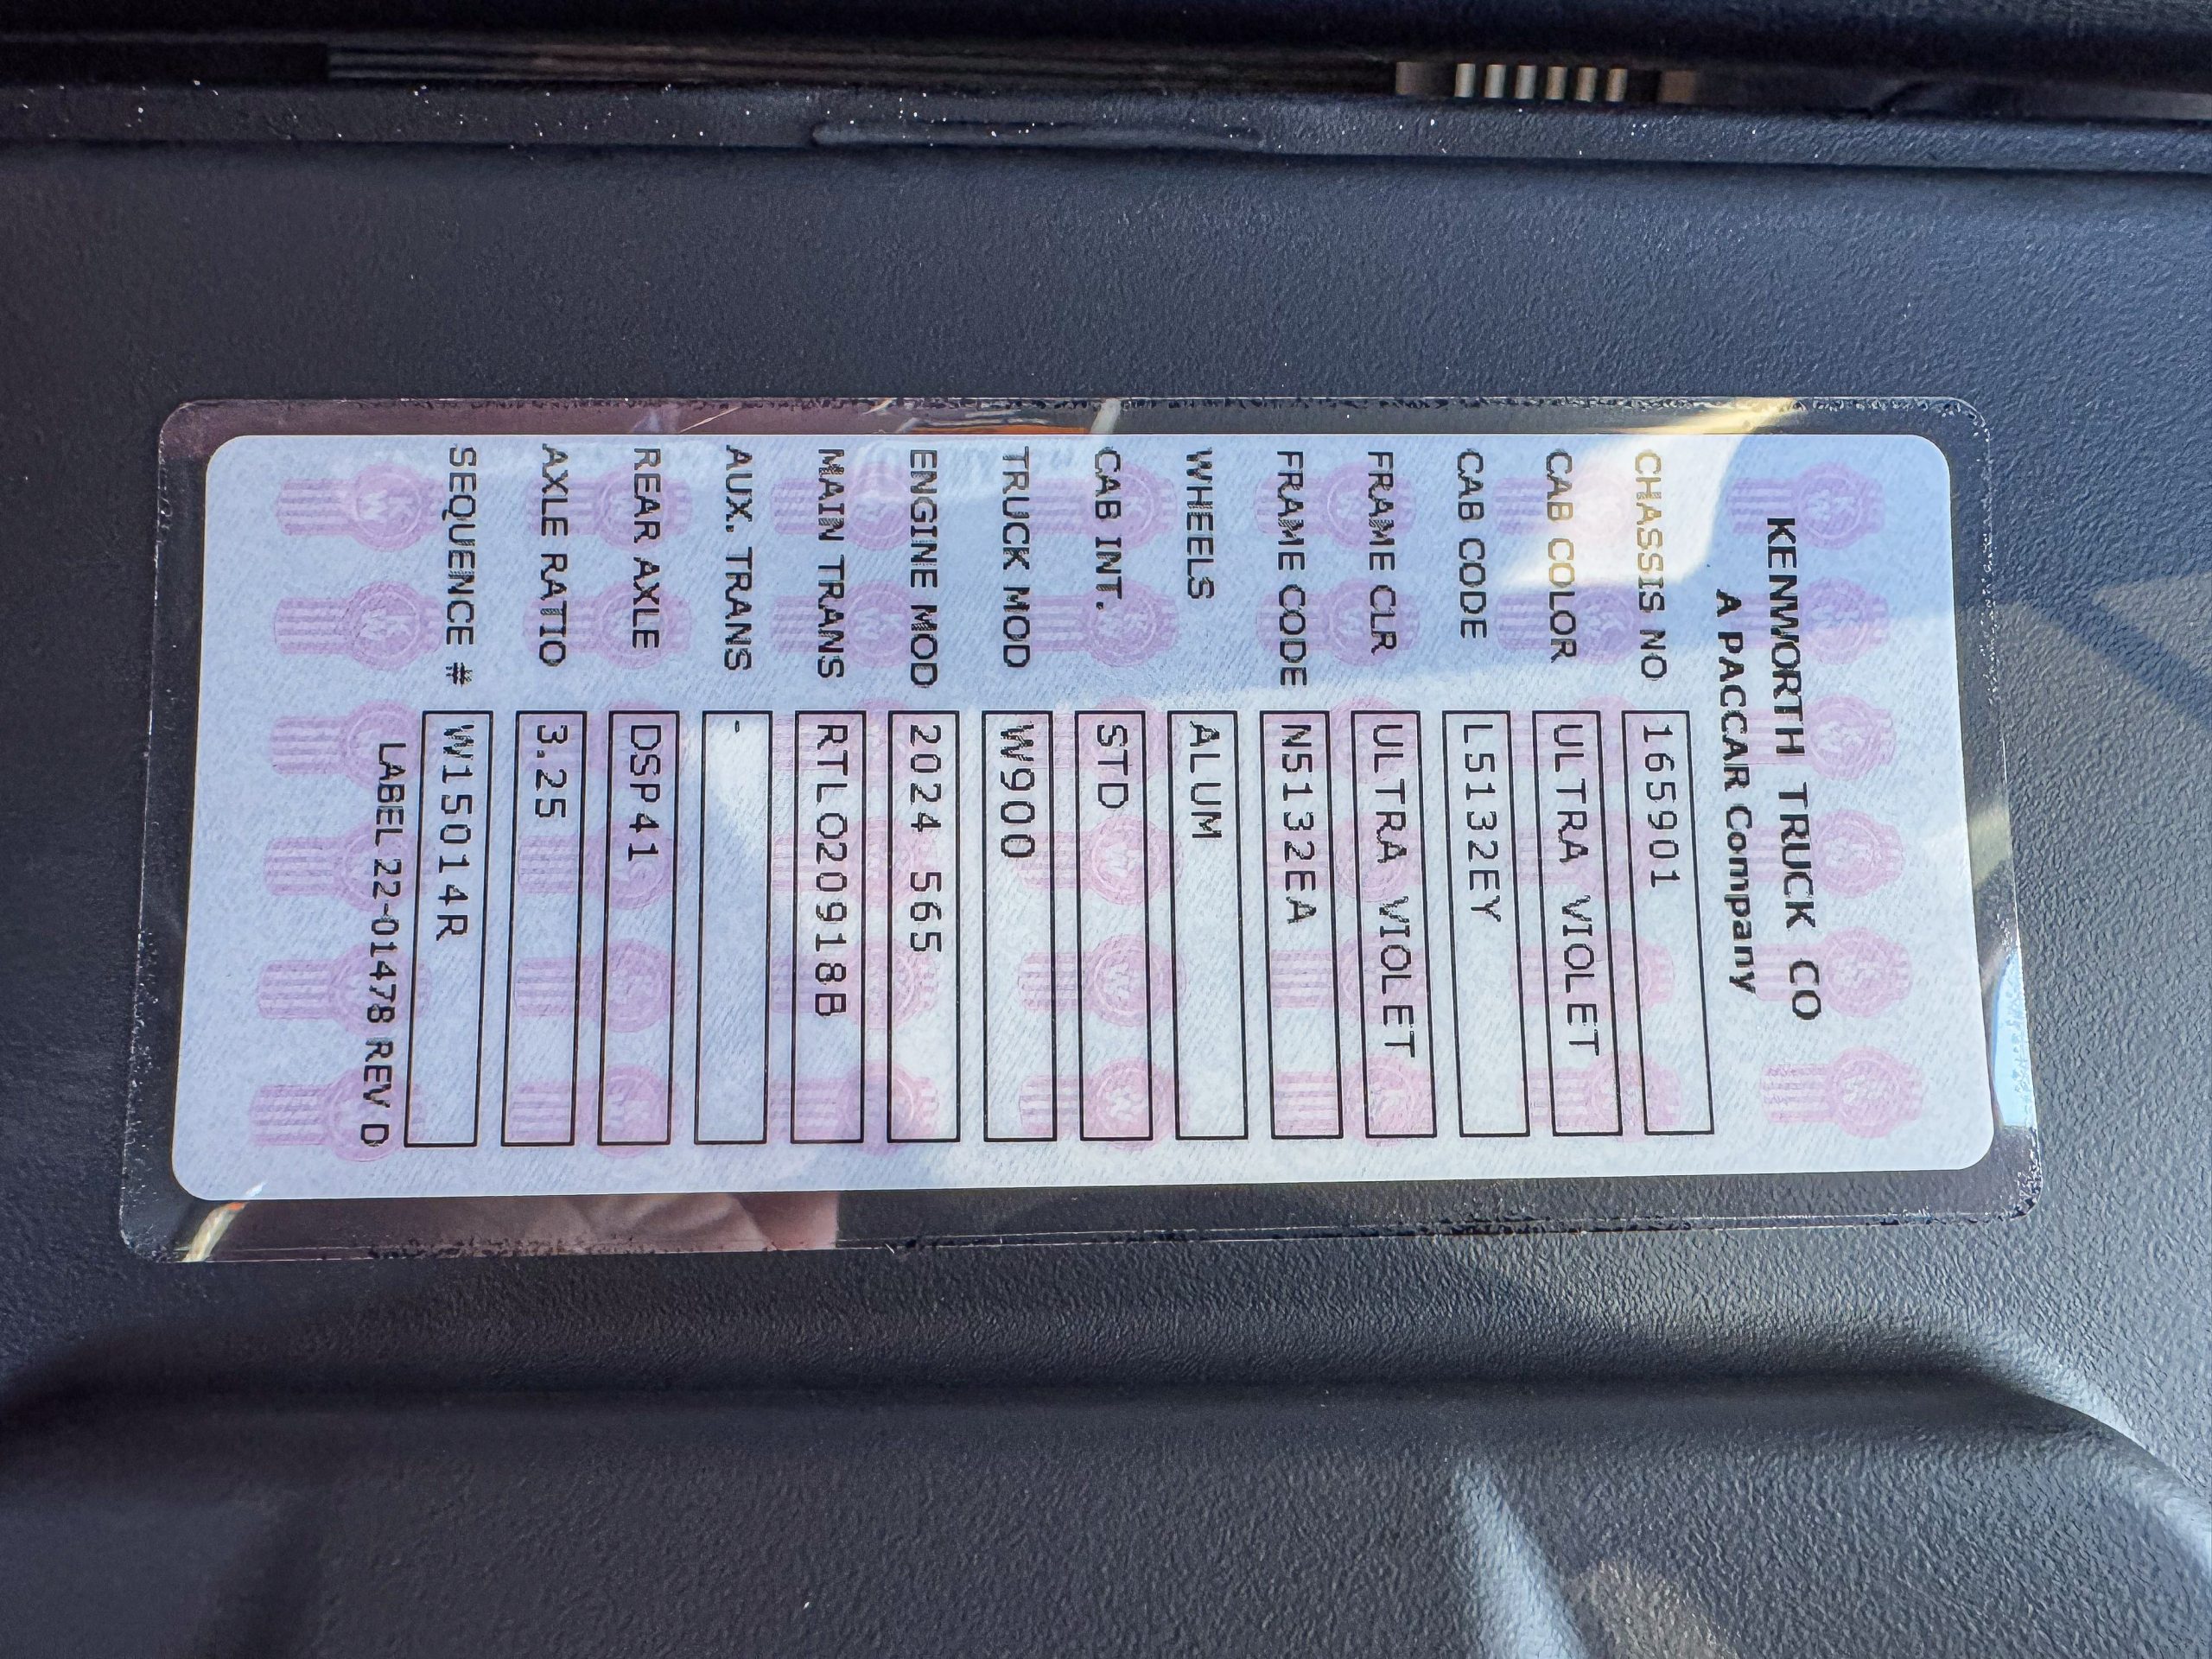 KENWORTH TRUCK CO
A PACCAR Company
CHASSIS NO 165901
CAB COLOR ULTRA VIOLET
CAB CODE L5132EY
FRAME CLR ULTRA VIOLET
FRAME CODE N5132EA
WHEELS ALUM
CAB INT. STD
TRUCK MOD W900
ENGINE MOD 2024 565
MAIN TRANS RTLO20918B
AUX. TRANS -
REAR AXLE DSP41
AXLE RATIO 3.25
SEQUENCE # W15014R
LABEL 22-01478 REV D